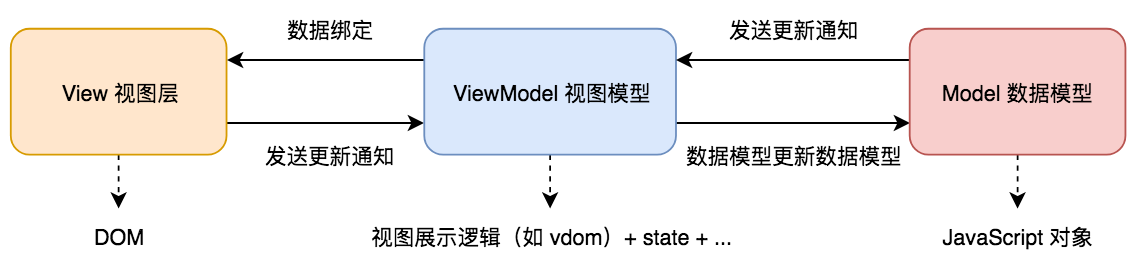 数据绑定
发送更新通知
View 视图层
ViewModel 视图模型
Model 数据模型
发送更新通知
数据模型更新数据模型
DOM
视图展示逻辑（如 vdom）+ state + ...
JavaScript 对象